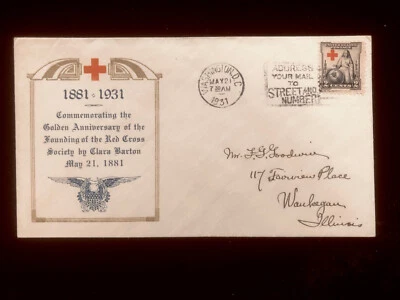 1881 - 1931
Commemorating the
Golden Anniversary of the
Founding of the Red Cross
Society by Clara Barton
May 21, 1881
WASHINGTON, D.C.
MAY 21
7 30 AM
1931
ADDRESS
YOUR MAIL
TO
STREET AND
NUMBER
Mr. F. G. Goodwin
117 Fairview Place
Waukegan
Illinois